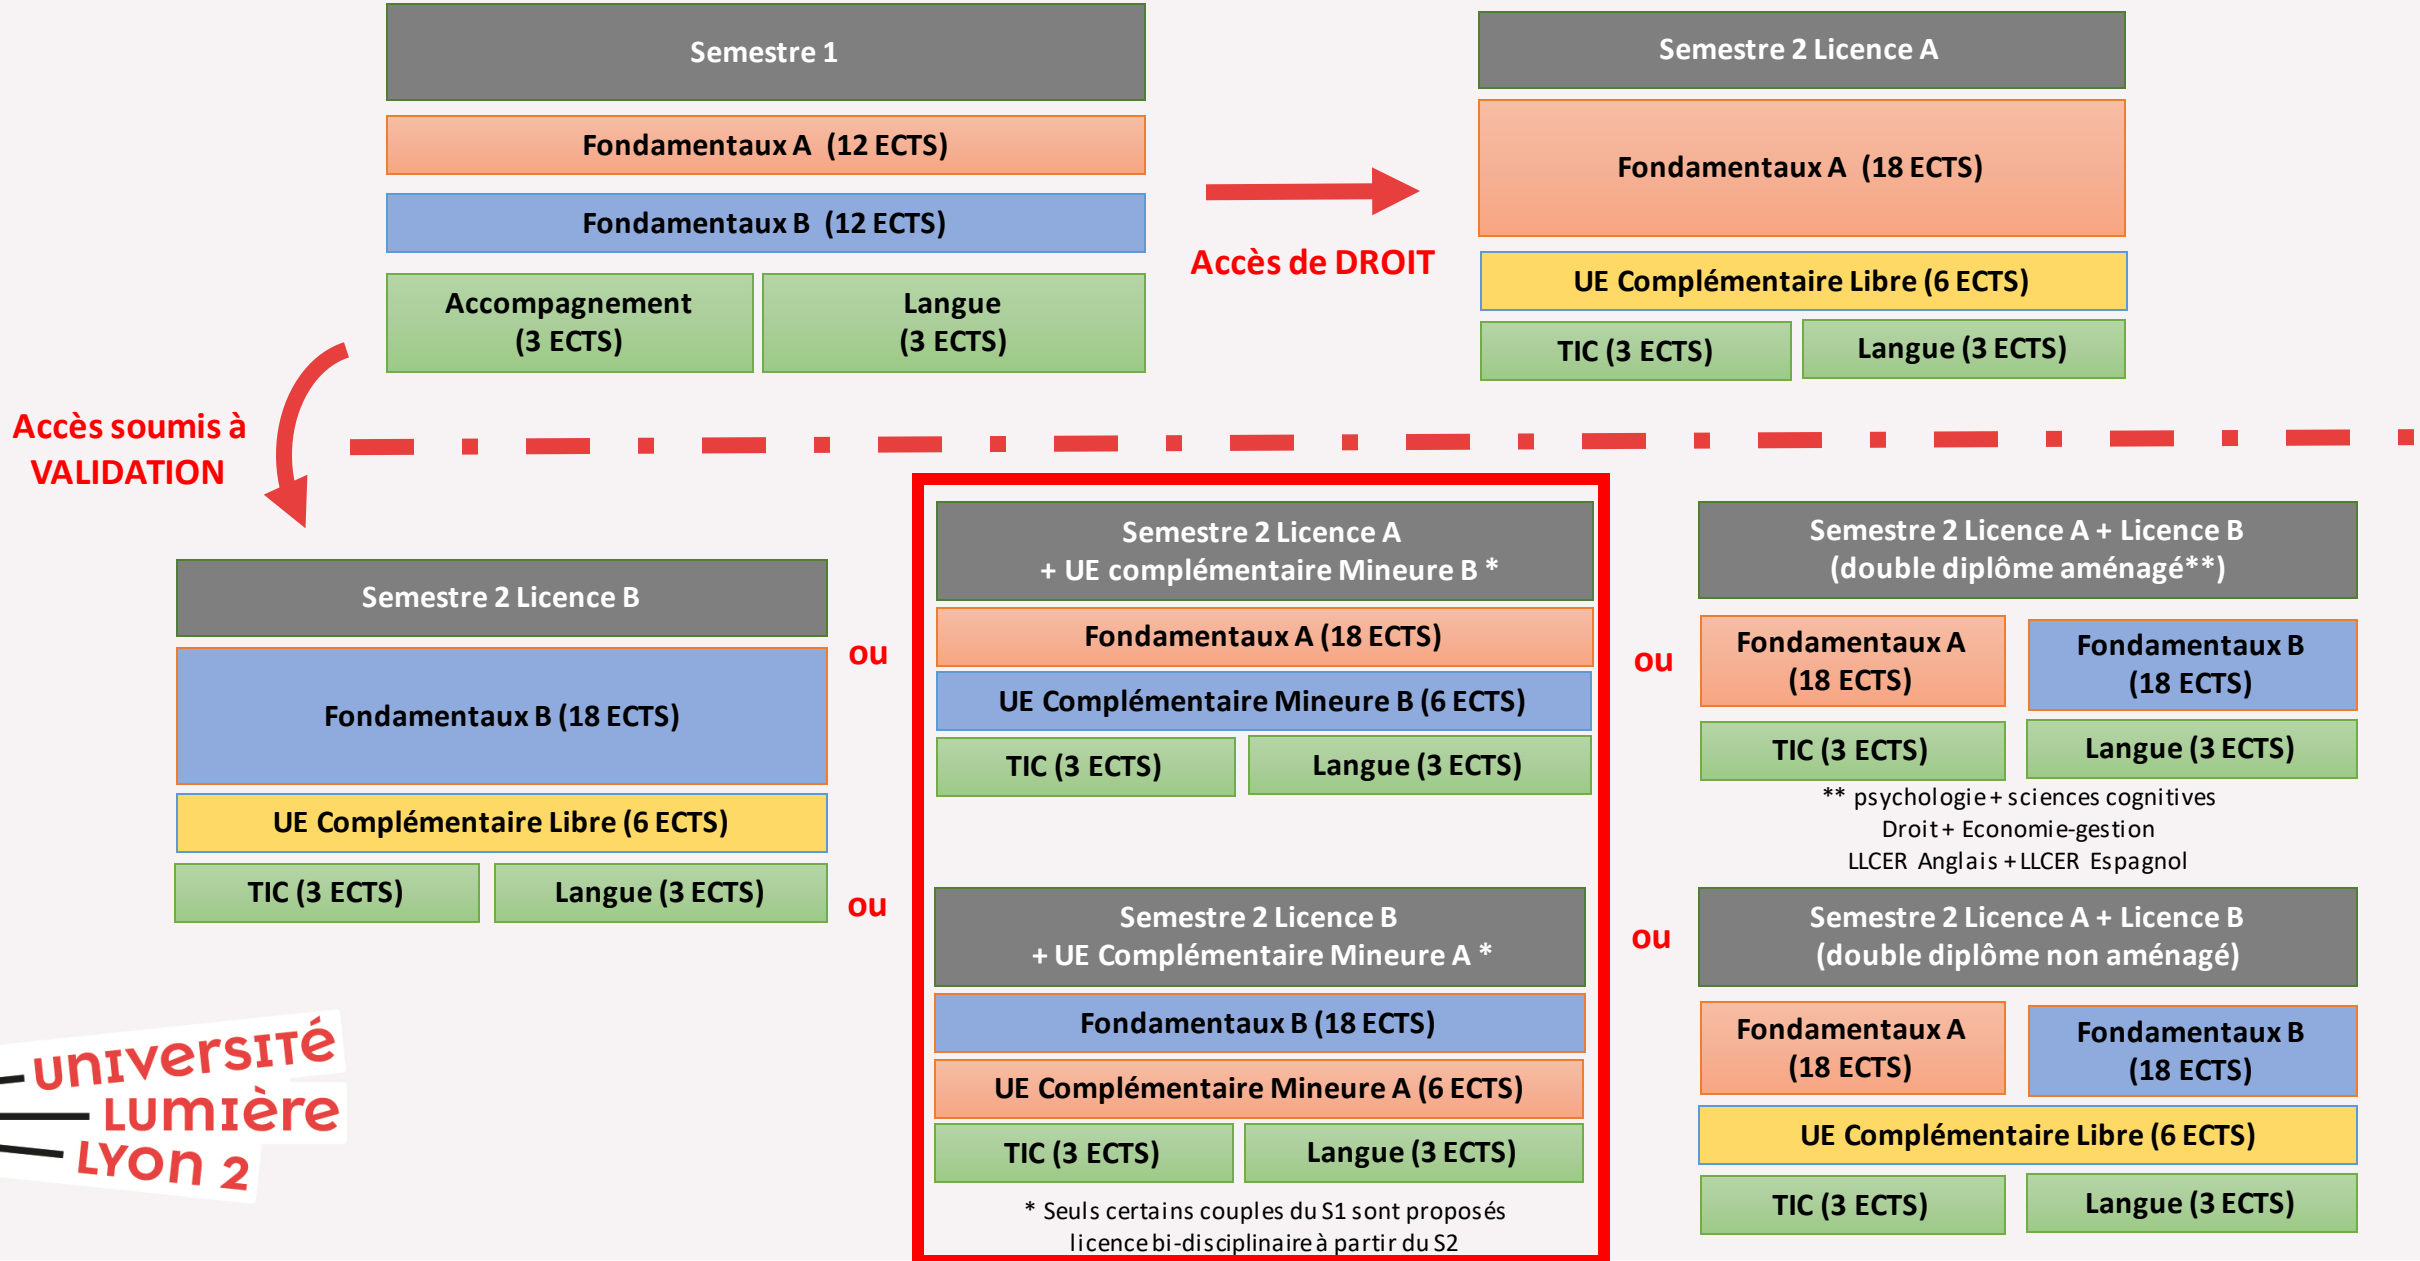 Semestre 1
Fondamentaux A (12 ECTS)
Fondamentaux B (12 ECTS)
Accompagnement
(3 ECTS)
Langue
(3 ECTS)
Accès de DROIT
Semestre 2 Licence A
Fondamentaux A (18 ECTS)
UE Complémentaire Libre (6 ECTS)
TIC (3 ECTS)
Langue (3 ECTS)
Accès soumis à
VALIDATION
Semestre 2 Licence B
Fondamentaux B (18 ECTS)
UE Complémentaire Libre (6 ECTS)
TIC (3 ECTS)
Langue (3 ECTS)
ou
ou
Semestre 2 Licence A
+ UE complémentaire Mineure B *
Fondamentaux A (18 ECTS)
UE Complémentaire Mineure B (6 ECTS)
TIC (3 ECTS)
Langue (3 ECTS)
Semestre 2 Licence B
+ UE Complémentaire Mineure A *
Fondamentaux B (18 ECTS)
UE Complémentaire Mineure A (6 ECTS)
TIC (3 ECTS)
Langue (3 ECTS)
* Seuls certains couples du S1 sont proposés
licence bi-disciplinaire à partir du S2
ou
ou
Semestre 2 Licence A + Licence B
(double diplôme aménagé**)
Fondamentaux A
(18 ECTS)
Fondamentaux B
(18 ECTS)
TIC (3 ECTS)
Langue (3 ECTS)
** psychologie + sciences cognitives
Droit + Economie-gestion
LLCER Anglais + LLCER Espagnol
Semestre 2 Licence A + Licence B
(double diplôme non aménagé)
Fondamentaux A
(18 ECTS)
Fondamentaux B
(18 ECTS)
UE Complémentaire Libre (6 ECTS)
TIC (3 ECTS)
Langue (3 ECTS)
UNIVERSITé
LUMIère
LYON 2